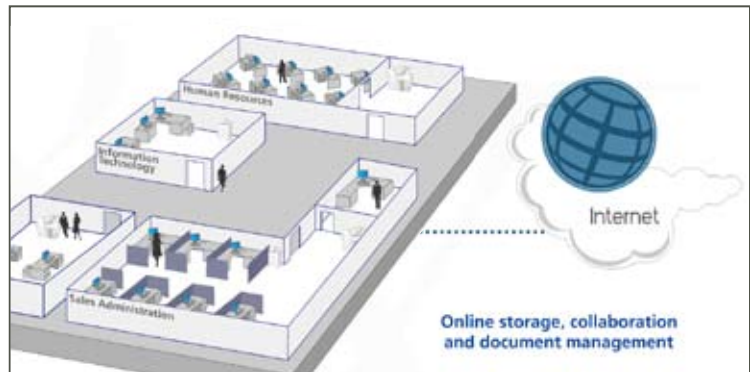 Human Resources
Information
Technology
Internet
Sales Administration
Online storage, collaboration
and document management